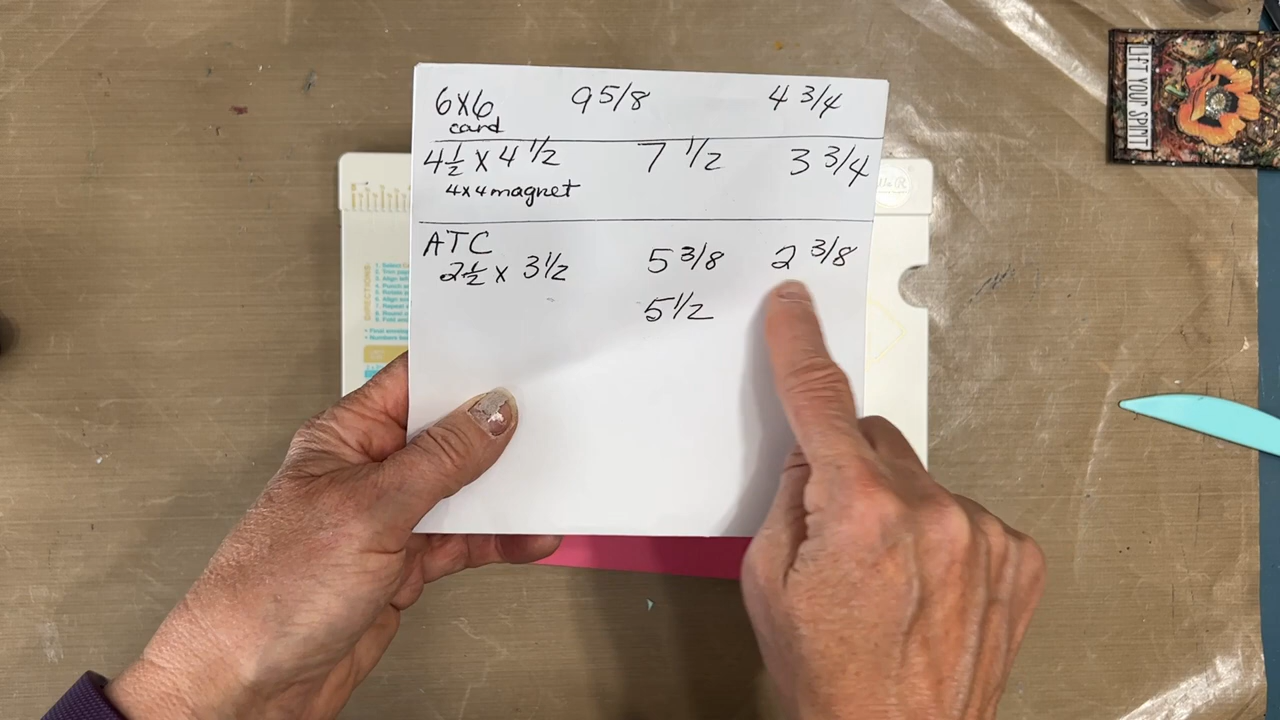 6x6 9 5/8 4 3/4
card
4 1/2 x 4 1/2 7 1/2 3 3/4
4x4 magnet
ATC
2 1/2 x 3 1/2 5 3/8 2 3/8
5 1/2
LIFT YOUR SPIRIT
DIRECTIONS